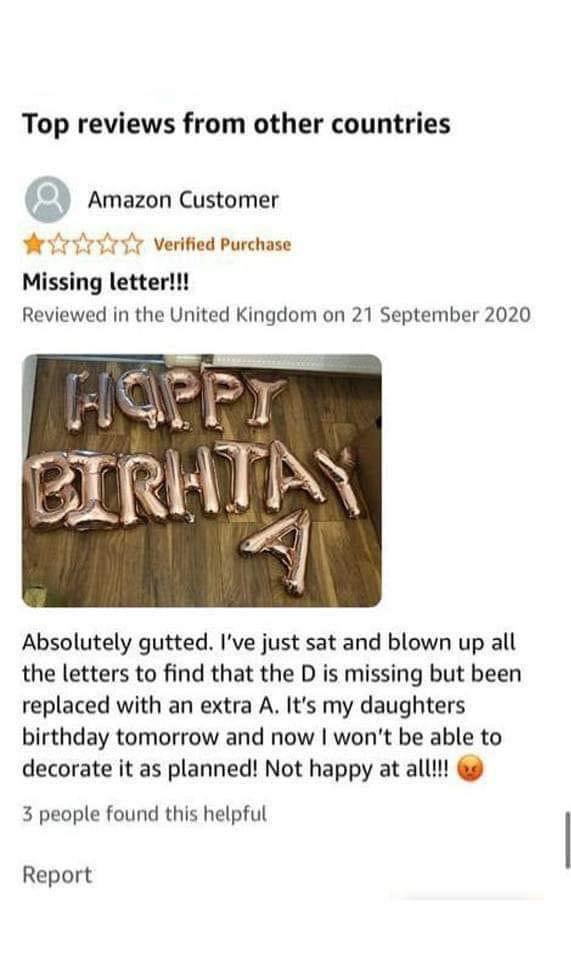 Top reviews from other countries
Amazon Customer
Verified Purchase
Missing letter!!!
Reviewed in the United Kingdom on 21 September 2020
HDPPY
BIRHTAY
A
Absolutely gutted. I've just sat and blown up all
the letters to find that the D is missing but been
replaced with an extra A. It's my daughters
birthday tomorrow and now I won't be able to
decorate it as planned! Not happy at all!!! 😡
3 people found this helpful
Report